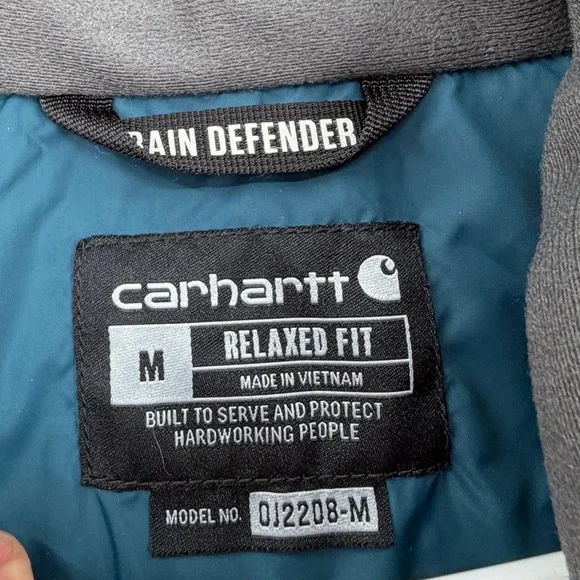 RAIN DEFENDER
carhartt
M
RELAXED FIT
MADE IN VIETNAM
BUILT TO SERVE AND PROTECT
HARDWORKING PEOPLE
MODEL NO. OJ2208-M